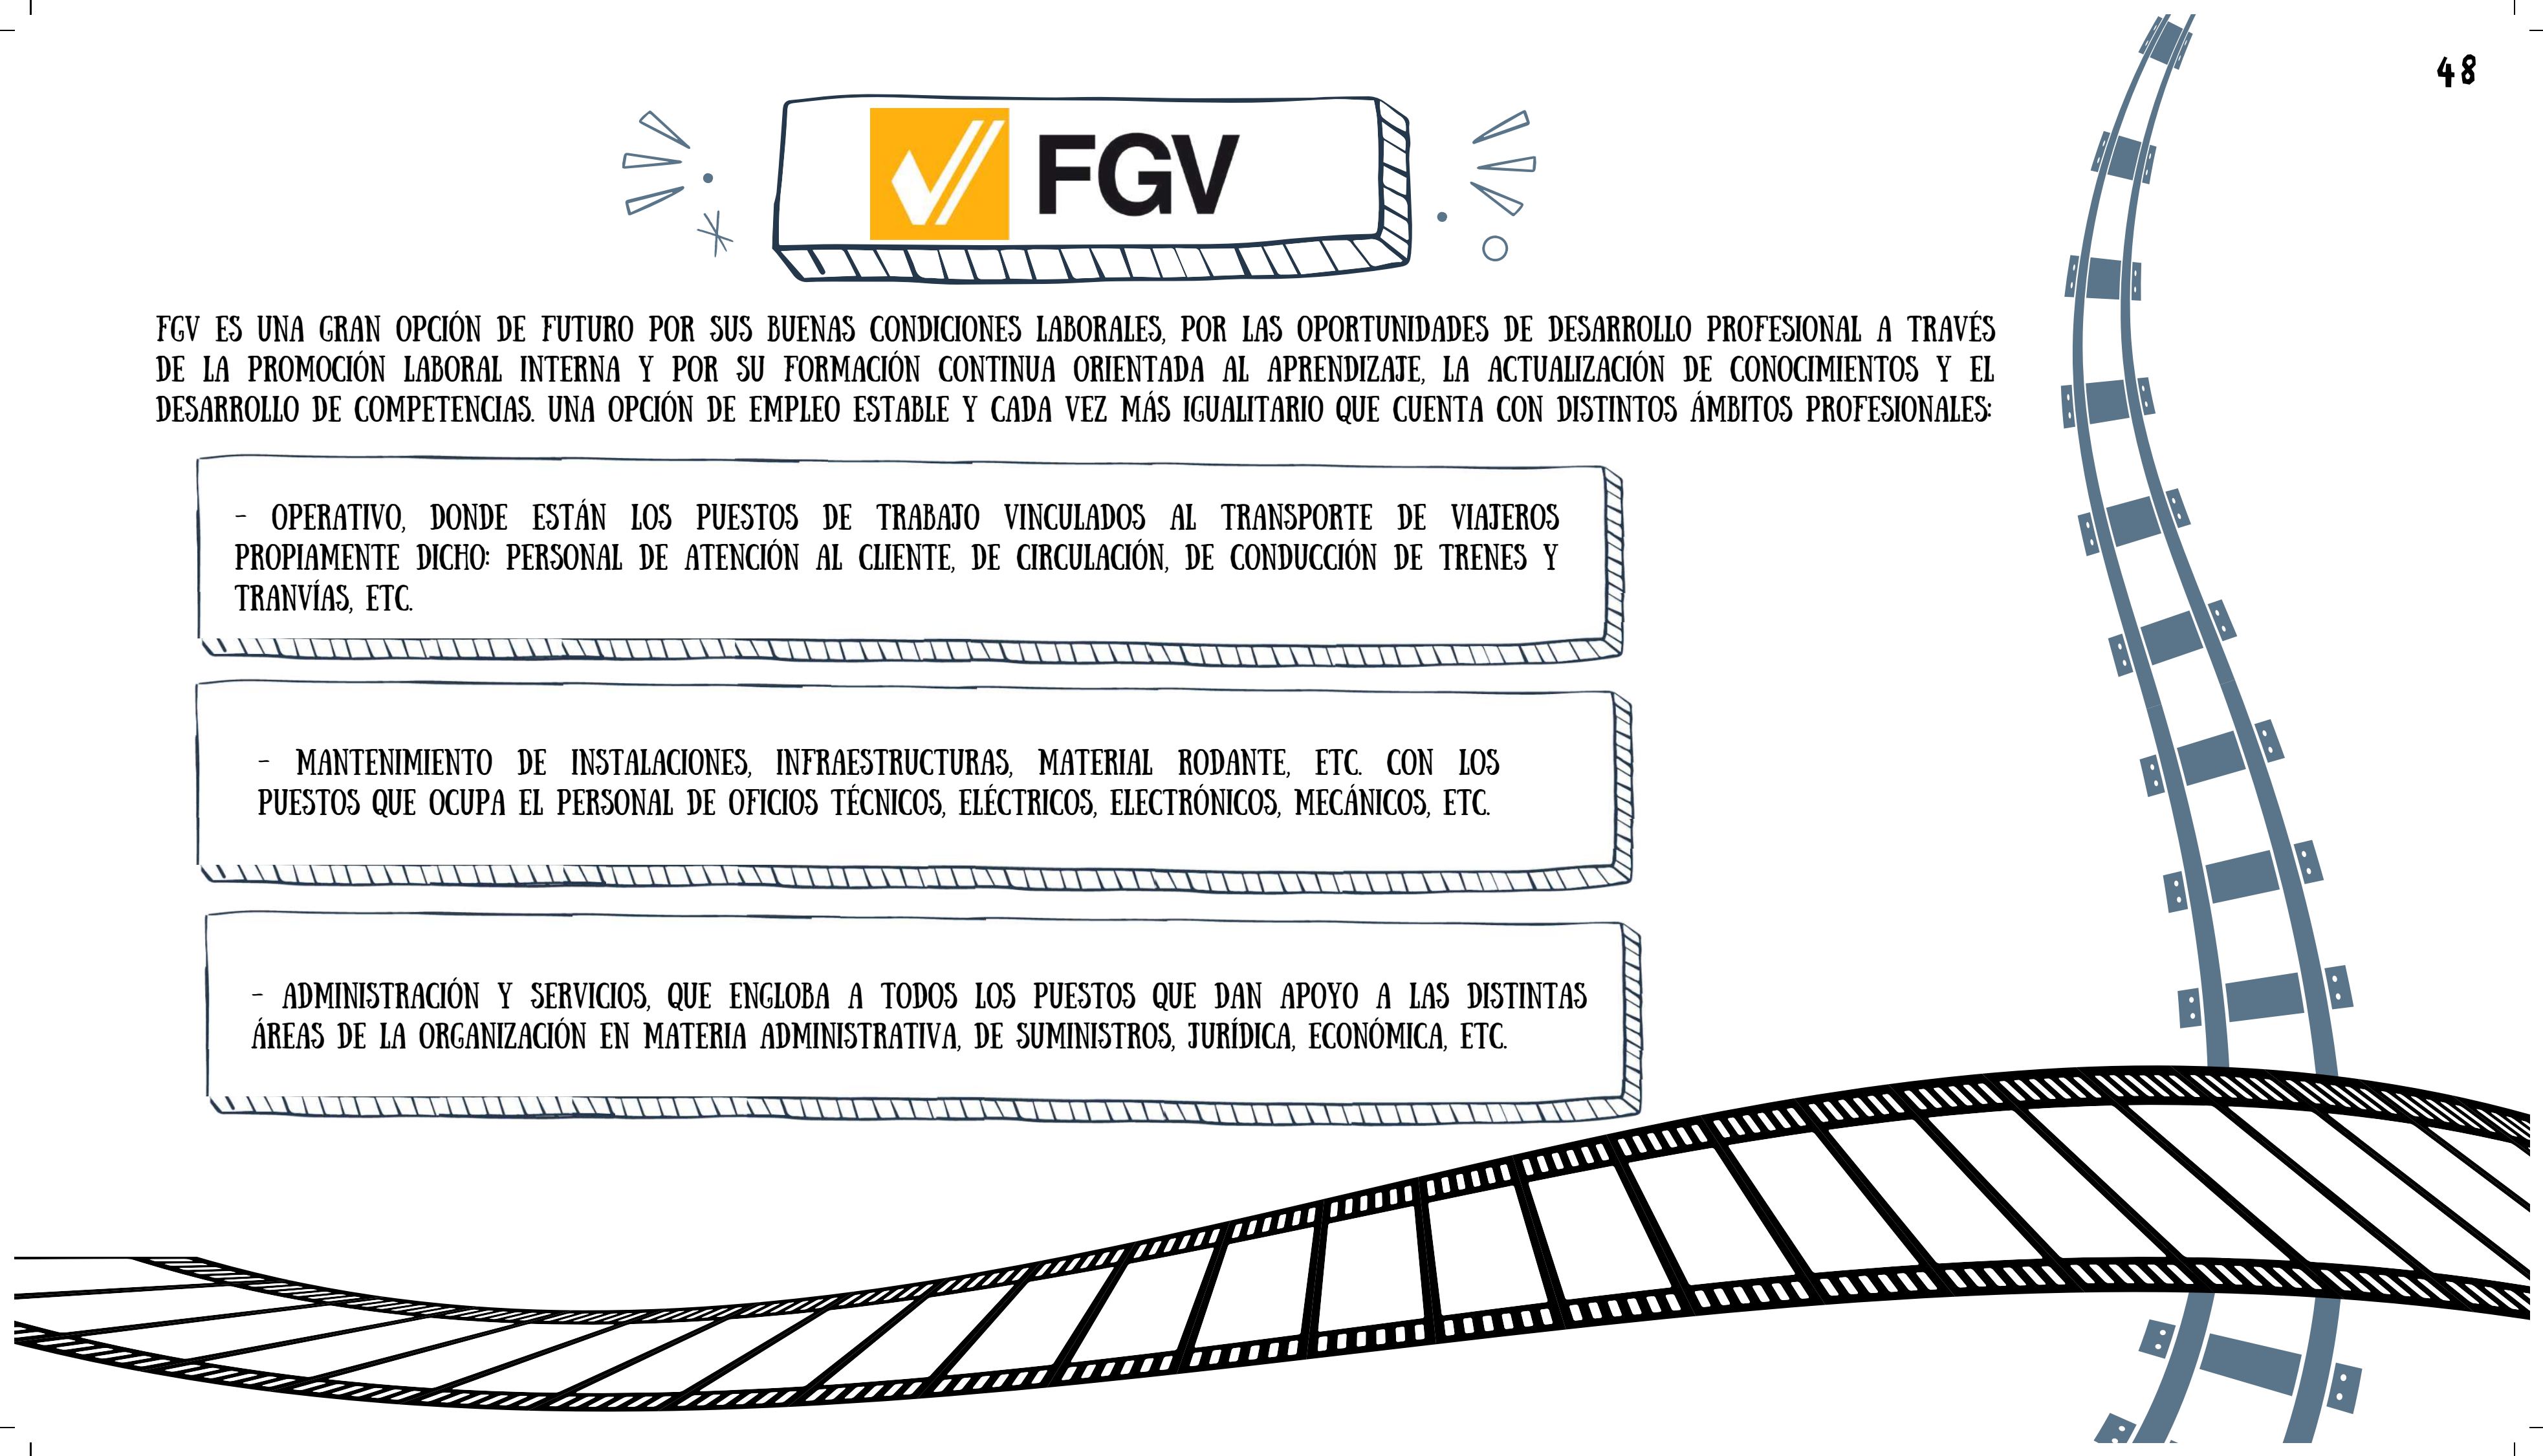 48
FGV
FGV ES UNA GRAN OPCIÓN DE FUTURO POR SUS BUENAS CONDICIONES LABORALES, POR LAS OPORTUNIDADES DE DESARROLLO PROFESIONAL A TRAVÉS
DE LA PROMOCIÓN LABORAL INTERNA Y POR SU FORMACIÓN CONTINUA ORIENTADA AL APRENDIZAJE, LA ACTUALIZACIÓN DE CONOCIMIENTOS Y EL
DESARROLLO DE COMPETENCIAS. UNA OPCIÓN DE EMPLEO ESTABLE Y CADA VEZ MÁS IGUALITARIO QUE CUENTA CON DISTINTOS ÁMBITOS PROFESIONALES:
- OPERATIVO, DONDE ESTÁN LOS PUESTOS DE TRABAJO VINCULADOS AL TRANSPORTE DE VIAJEROS
PROPIAMENTE DICHO: PERSONAL DE ATENCIÓN AL CLIENTE, DE CIRCULACIÓN, DE CONDUCCIÓN DE TRENES Y
TRANVÍAS, ETC.
- MANTENIMIENTO DE INSTALACIONES, INFRAESTRUCTURAS, MATERIAL RODANTE, ETC. CON LOS
PUESTOS QUE OCUPA EL PERSONAL DE OFICIOS TÉCNICOS, ELÉCTRICOS, ELECTRÓNICOS, MECÁNICOS, ETC.
- ADMINISTRACIÓN Y SERVICIOS, QUE ENGLOBA A TODOS LOS PUESTOS QUE DAN APOYO A LAS DISTINTAS
ÁREAS DE LA ORGANIZACIÓN EN MATERIA ADMINISTRATIVA, DE SUMINISTROS, JURÍDICA, ECONÓMICA, ETC.